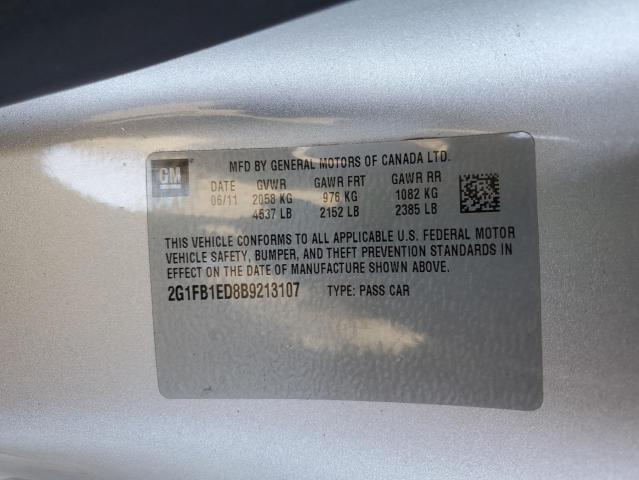 GM
MFD BY GENERAL MOTORS OF CANADA LTD.
DATE GVWR GAWR FRT GAWR RR
06/11 2058 KG 976 KG 1082 KG
4537 LB 2152 LB 2385 LB
THIS VEHICLE CONFORMS TO ALL APPLICABLE U.S. FEDERAL MOTOR
VEHICLE SAFETY, BUMPER, AND THEFT PREVENTION STANDARDS IN
EFFECT ON THE DATE OF MANUFACTURE SHOWN ABOVE.
2G1FB1ED8B9213107 TYPE: PASS CAR